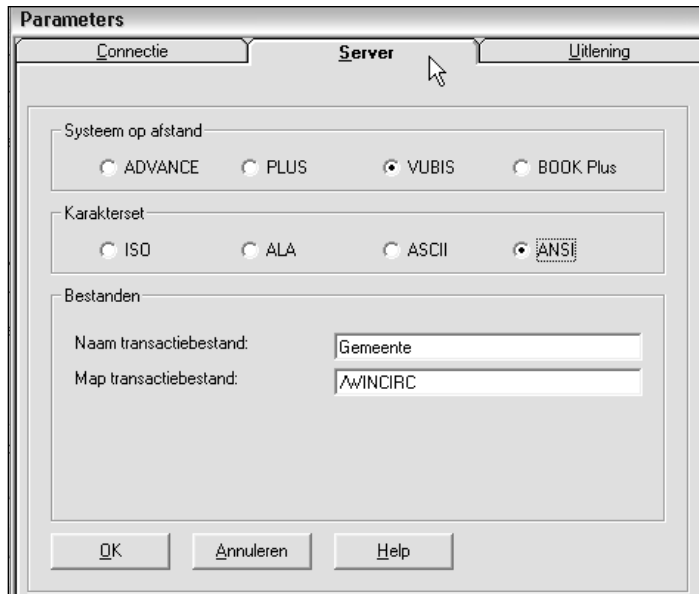 Parameters
Connectie Server Uitlening
Systeem op afstand
ADVANCE PLUS VUBIS BOOK Plus
Karakterset
ISO ALA ASCII ANSI
Bestanden
Naam transactiebestand: Gemeente
Map transactiebestand: /WINCIRC
OK Annuleren Help